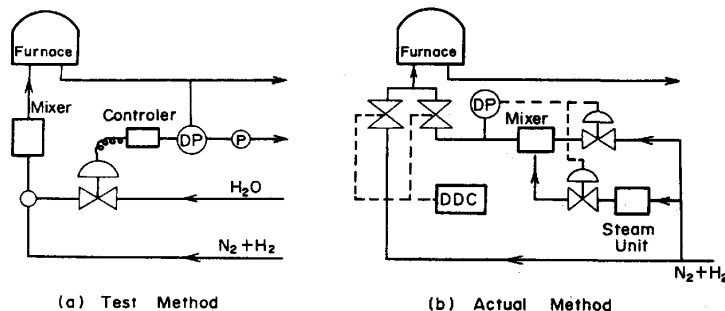 Furnace
Mixer
Controler
DP
P
H₂O
N₂+H₂
(a) Test Method
Furnace
DP
Mixer
DDC
Steam
Unit
N₂+H₂
(b) Actual Method